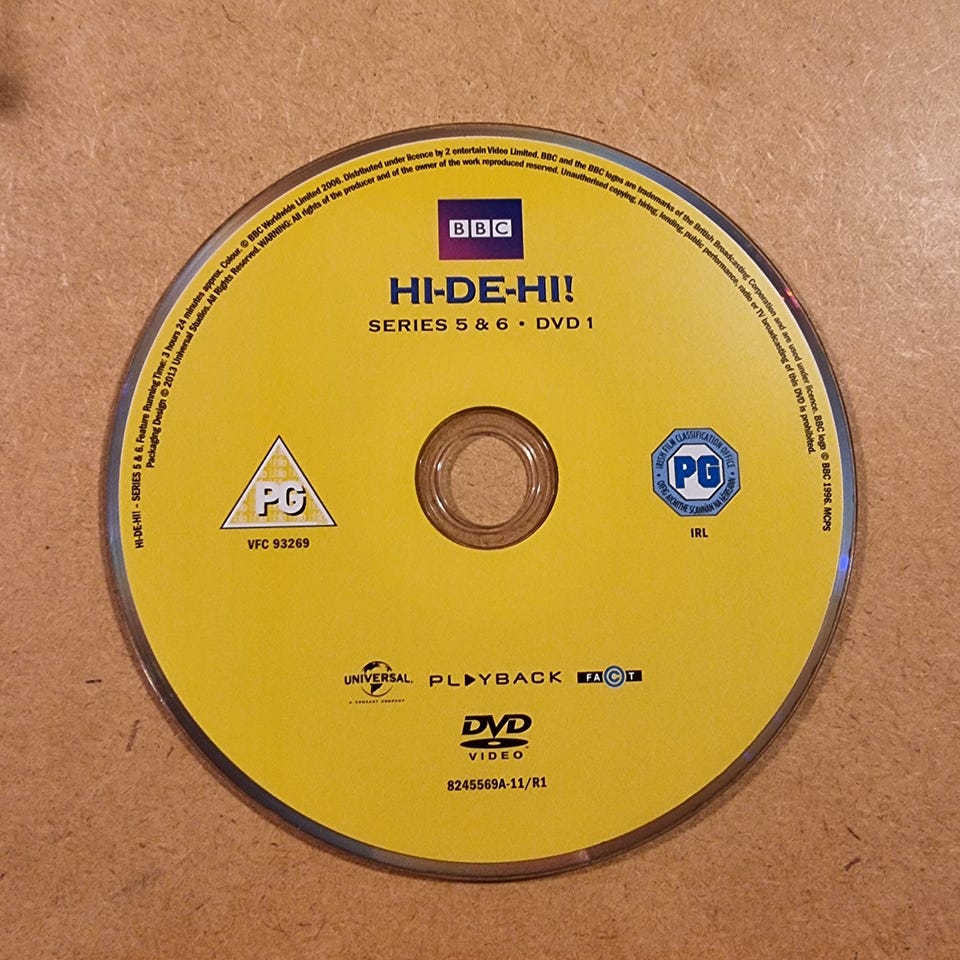 HI-DE-HI! – SERIES 5 & 6. Feature Running Time: 3 hours 24 minutes approx. Colour. © BBC Worldwide Limited 2006. Distributed under licence by 2 entertain Video Limited. BBC and the BBC logos are trademarks of the British Broadcasting Corporation and are used under licence. BBC logo © BBC 1996. MCPS
Packaging Design © 2013 Universal Studios. All Rights Reserved. WARNING: All rights of the producer and of the owner of the work reproduced reserved. Unauthorised copying, hiring, lending, public performance, radio or TV broadcasting of this DVD is prohibited.
BBC
HI-DE-HI!
SERIES 5 & 6 • DVD 1
PG
VFC 93269
IRISH FILM CLASSIFICATION OFFICE
PG
OIFIG AICMITHE SCANNÁN NA hÉIREANN
IRL
UNIVERSAL
A COMCAST COMPANY
PLAYBACK
FACT
DVD
VIDEO
8245569A-11/R1